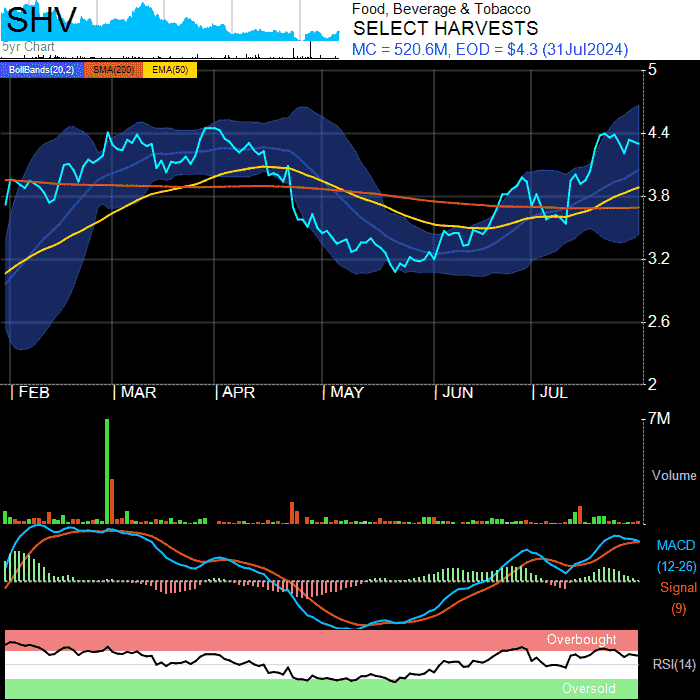 SHV
5yr Chart
Food, Beverage & Tobacco
SELECT HARVESTS
MC = 520.6M, EOD = $4.3 (31Jul2024)
BollBands(20,2) SMA(200) EMA(50)
5
4.4
3.8
3.2
2.6
2
FEB MAR APR MAY JUN JUL
7M
Volume
MACD
(12-26)
Signal
(9)
Overbought
RSI(14)
Oversold